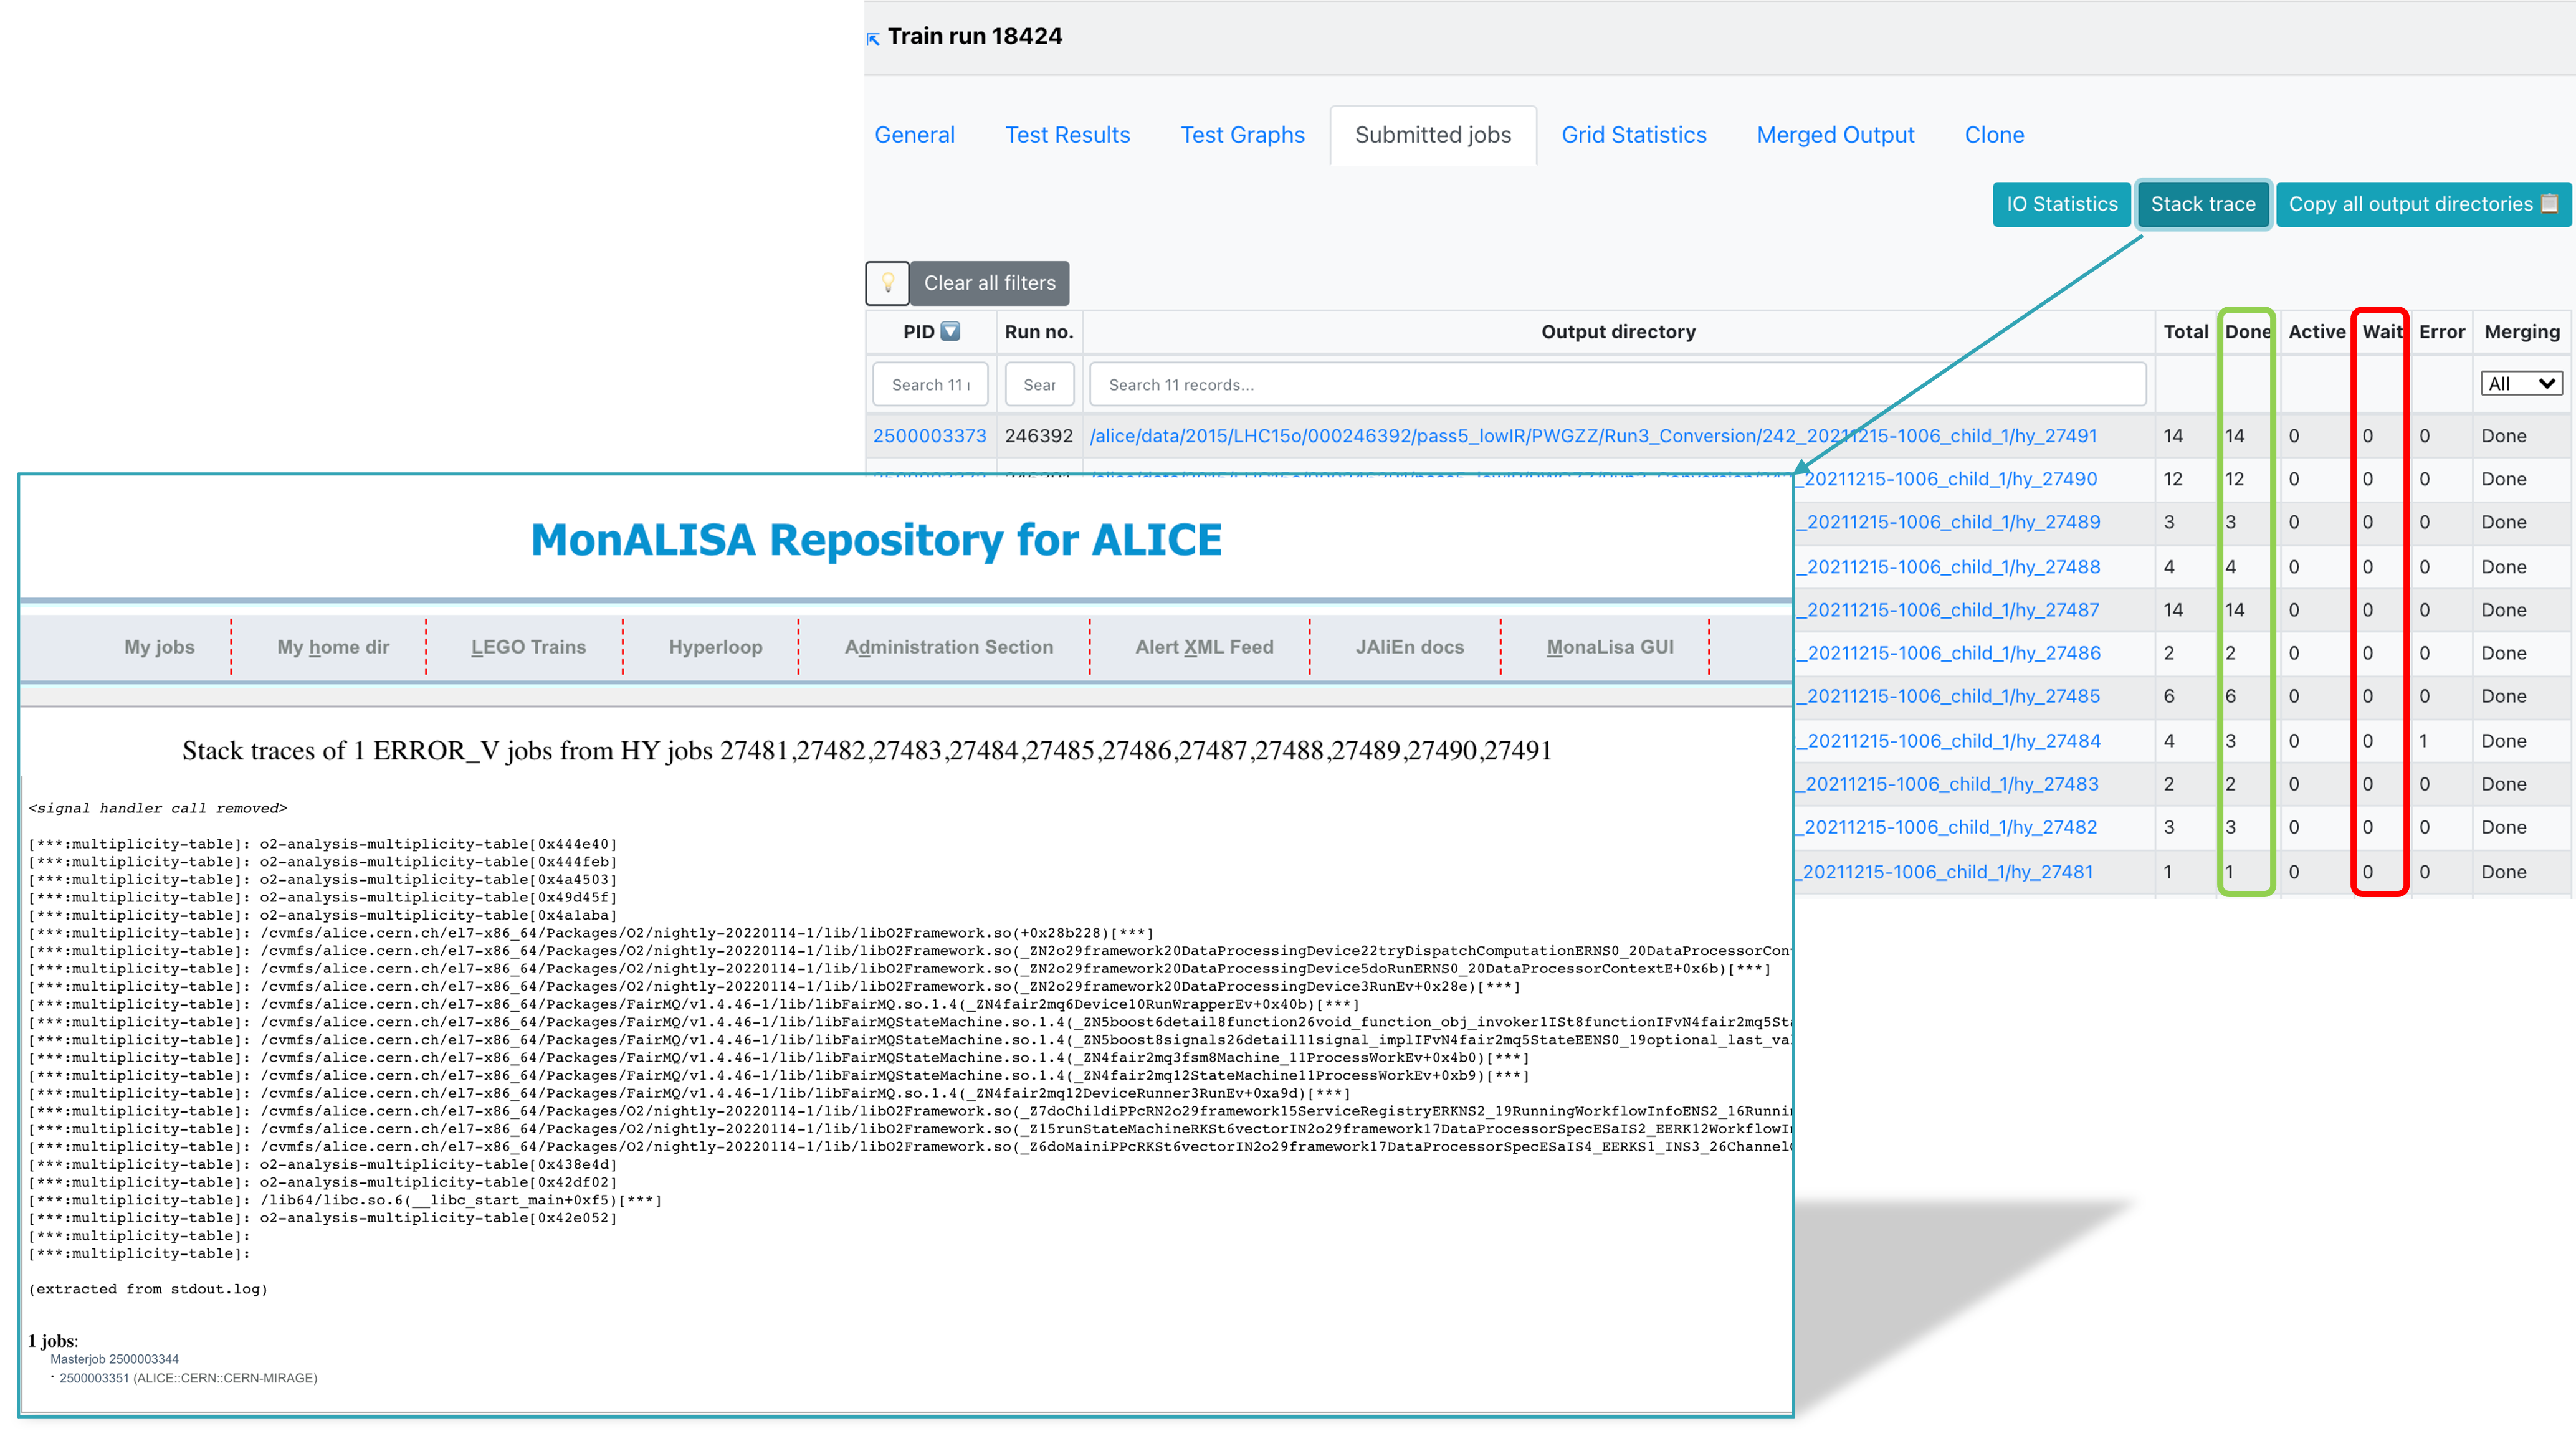 Train run 18424
General Test Results Test Graphs Submitted jobs Grid Statistics Merged Output Clone
IO Statistics Stack trace Copy all output directories
Clear all filters
PID Run no. Output directory Total Done Active Wait Error Merging
Search 11 Sear Search 11 records... All
2500003373 246392 /alice/data/2015/LHC15o/000246392/pass5_lowIR/PWGZZ/Run3_Conversion/242_20211215-1006_child_1/hy_27491 14 14 0 0 0 Done
_20211215-1006_child_1/hy_27490 12 12 0 0 0 Done
_20211215-1006_child_1/hy_27489 3 3 0 0 0 Done
_20211215-1006_child_1/hy_27488 4 4 0 0 0 Done
_20211215-1006_child_1/hy_27487 14 14 0 0 0 Done
_20211215-1006_child_1/hy_27486 2 2 0 0 0 Done
_20211215-1006_child_1/hy_27485 6 6 0 0 0 Done
_20211215-1006_child_1/hy_27484 4 3 0 0 1 Done
_20211215-1006_child_1/hy_27483 2 2 0 0 0 Done
_20211215-1006_child_1/hy_27482 3 3 0 0 0 Done
_20211215-1006_child_1/hy_27481 1 1 0 0 0 Done
MonALISA Repository for ALICE
My jobs My home dir LEGO Trains Hyperloop Administration Section Alert XML Feed JAliEn docs MonaLisa GUI
Stack traces of 1 ERROR_V jobs from HY jobs 27481,27482,27483,27484,27485,27486,27487,27488,27489,27490,27491
<signal handler call removed>
[***:multiplicity-table]: o2-analysis-multiplicity-table[0x444e40]
[***:multiplicity-table]: o2-analysis-multiplicity-table[0x444feb]
[***:multiplicity-table]: o2-analysis-multiplicity-table[0x4a4503]
[***:multiplicity-table]: o2-analysis-multiplicity-table[0x49d45f]
[***:multiplicity-table]: o2-analysis-multiplicity-table[0x4a1aba]
[***:multiplicity-table]: /cvmfs/alice.cern.ch/el7-x86_64/Packages/O2/nightly-20220114-1/lib/libO2Framework.so(+0x28b228)[***]
[***:multiplicity-table]: /cvmfs/alice.cern.ch/el7-x86_64/Packages/O2/nightly-20220114-1/lib/libO2Framework.so(_ZN2o29framework20DataProcessingDevice22tryDispatchComputationERNS0_20DataProcessorCon
[***:multiplicity-table]: /cvmfs/alice.cern.ch/el7-x86_64/Packages/O2/nightly-20220114-1/lib/libO2Framework.so(_ZN2o29framework20DataProcessingDevice5doRunERNS0_20DataProcessorContextE+0x6b)[***]
[***:multiplicity-table]: /cvmfs/alice.cern.ch/el7-x86_64/Packages/O2/nightly-20220114-1/lib/libO2Framework.so(_ZN2o29framework20DataProcessingDevice3RunEv+0x28e)[***]
[***:multiplicity-table]: /cvmfs/alice.cern.ch/el7-x86_64/Packages/FairMQ/v1.4.46-1/lib/libFairMQ.so.1.4(_ZN4fair2mq6Device10RunWrapperEv+0x40b)[***]
[***:multiplicity-table]: /cvmfs/alice.cern.ch/el7-x86_64/Packages/FairMQ/v1.4.46-1/lib/libFairMQStateMachine.so.1.4(_ZN5boost6detail8function26void_function_obj_invoker1ISt8functionIFvN4fair2mq5Sta
[***:multiplicity-table]: /cvmfs/alice.cern.ch/el7-x86_64/Packages/FairMQ/v1.4.46-1/lib/libFairMQStateMachine.so.1.4(_ZN5boost8signals26detail11signal_implIFvN4fair2mq5StateEENS0_19optional_last_va
[***:multiplicity-table]: /cvmfs/alice.cern.ch/el7-x86_64/Packages/FairMQ/v1.4.46-1/lib/libFairMQStateMachine.so.1.4(_ZN4fair2mq3fsm8Machine_11ProcessWorkEv+0x4b0)[***]
[***:multiplicity-table]: /cvmfs/alice.cern.ch/el7-x86_64/Packages/FairMQ/v1.4.46-1/lib/libFairMQStateMachine.so.1.4(_ZN4fair2mq12StateMachine11ProcessWorkEv+0xb9)[***]
[***:multiplicity-table]: /cvmfs/alice.cern.ch/el7-x86_64/Packages/FairMQ/v1.4.46-1/lib/libFairMQ.so.1.4(_ZN4fair2mq12DeviceRunner3RunEv+0xa9d)[***]
[***:multiplicity-table]: /cvmfs/alice.cern.ch/el7-x86_64/Packages/O2/nightly-20220114-1/lib/libO2Framework.so(_Z7doChildiPPcRN2o29framework15ServiceRegistryERKNS2_19RunningWorkflowInfoENS2_16Runni
[***:multiplicity-table]: /cvmfs/alice.cern.ch/el7-x86_64/Packages/O2/nightly-20220114-1/lib/libO2Framework.so(_Z15runStateMachineRKSt6vectorIN2o29framework17DataProcessorSpecESaIS2_EERK12WorkflowI
[***:multiplicity-table]: /cvmfs/alice.cern.ch/el7-x86_64/Packages/O2/nightly-20220114-1/lib/libO2Framework.so(_Z6doMainiPPcRKSt6vectorIN2o29framework17DataProcessorSpecESaIS4_EERKS1_INS3_26Channel
[***:multiplicity-table]: o2-analysis-multiplicity-table[0x438e4d]
[***:multiplicity-table]: o2-analysis-multiplicity-table[0x42df02]
[***:multiplicity-table]: /lib64/libc.so.6(__libc_start_main+0xf5)[***]
[***:multiplicity-table]: o2-analysis-multiplicity-table[0x42e052]
[***:multiplicity-table]:
[***:multiplicity-table]:
(extracted from stdout.log)
1 jobs:
Masterjob 2500003344
· 2500003351 (ALICE::CERN::CERN-MIRAGE)